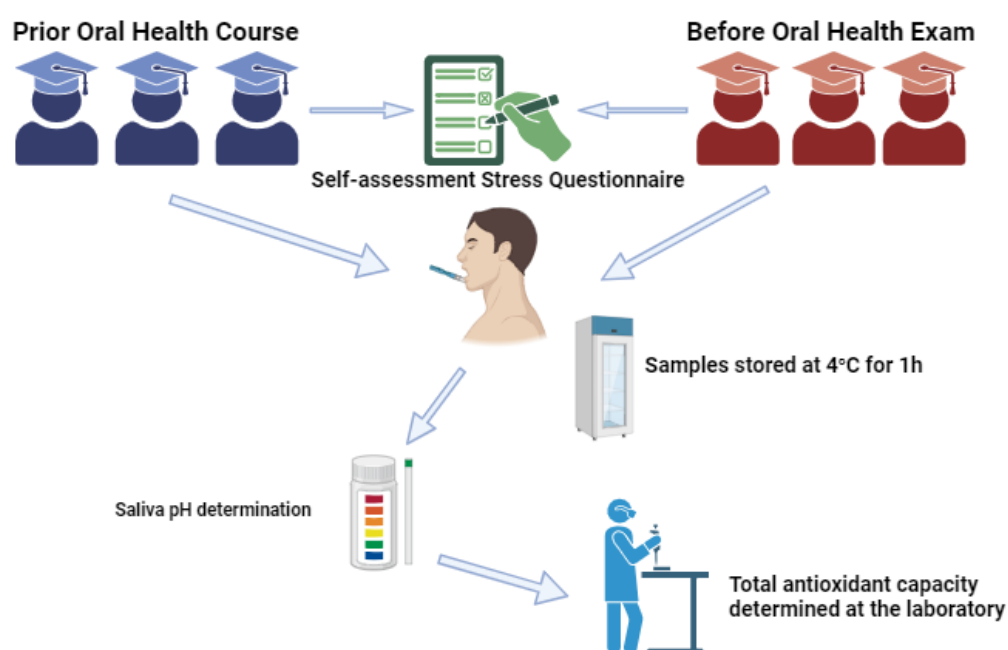 Prior Oral Health Course
Before Oral Health Exam
Self-assessment Stress Questionnaire
Samples stored at 4°C for 1h
Saliva pH determination
Total antioxidant capacity
determined at the laboratory